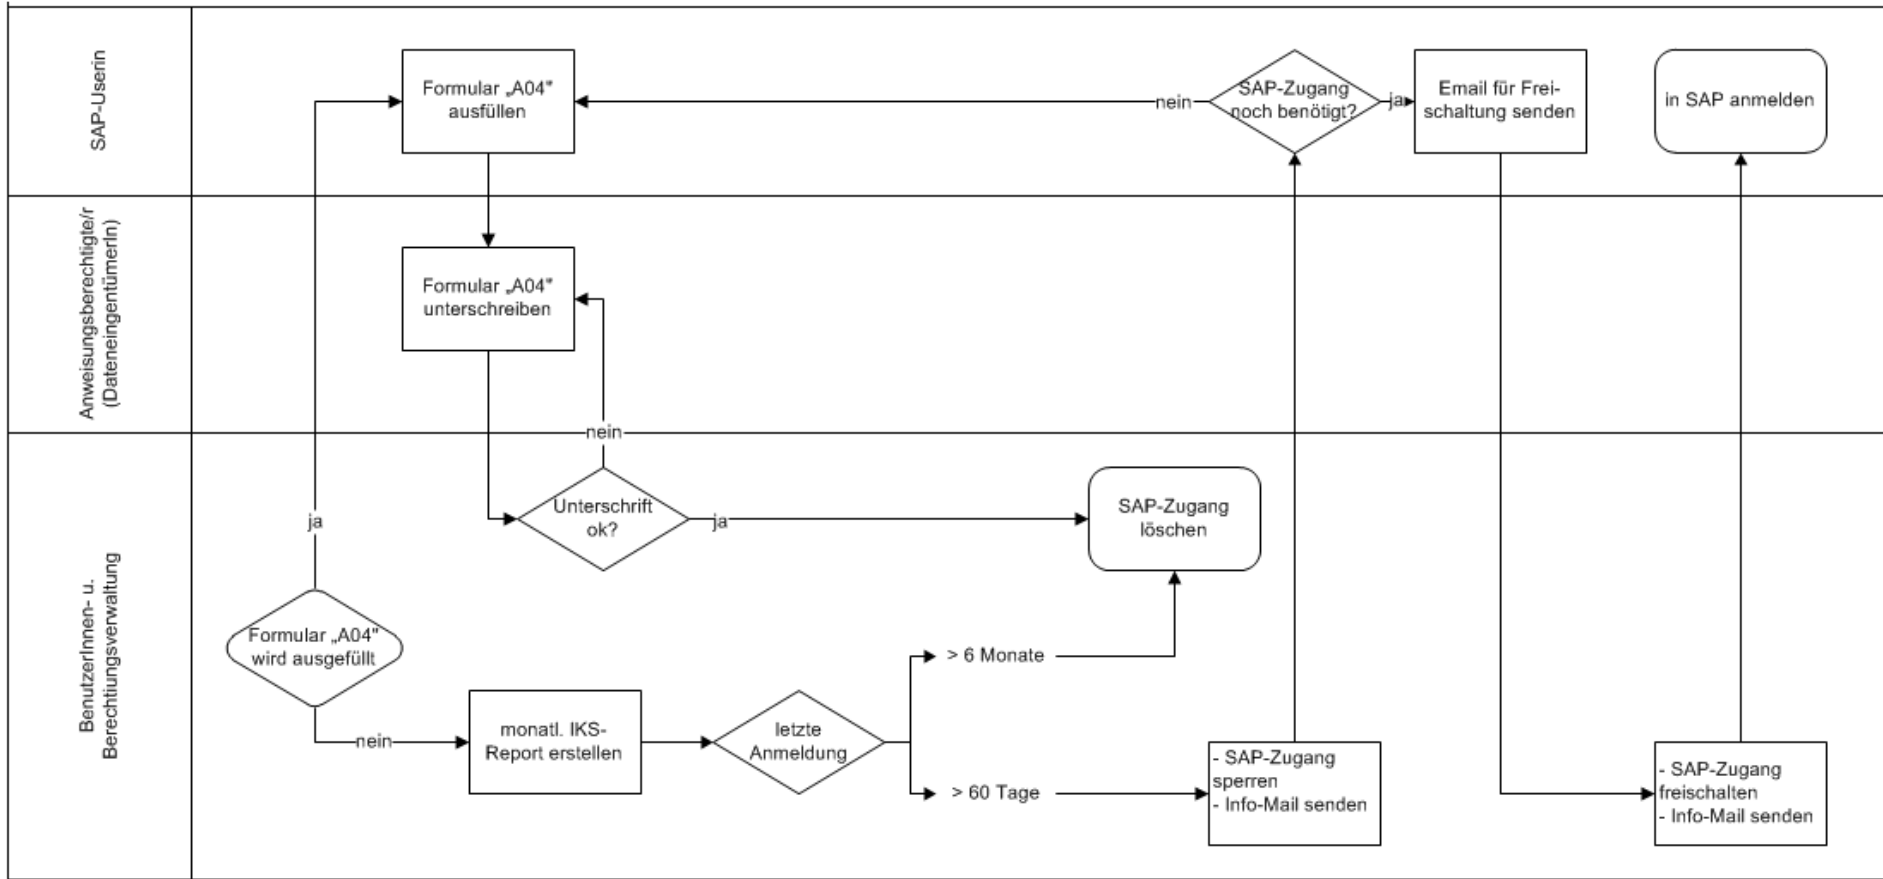 SAP-Userin
Formular „A04"
ausfüllen
nein
SAP-Zugang
noch benötigt?
ja
Email für Frei-
schaltung senden
in SAP anmelden
Anweisungsberechtigte/r
(DateneingentümerIn)
Formular „A04"
unterschreiben
nein
BenutzerInnen- u.
Berechtiungsverwaltung
ja
Unterschrift
ok?
ja
SAP-Zugang
löschen
Formular „A04"
wird ausgefüllt
nein
monatl. IKS-
Report erstellen
letzte
Anmeldung
> 6 Monate
> 60 Tage
- SAP-Zugang
sperren
- Info-Mail senden
- SAP-Zugang
freischalten
- Info-Mail senden